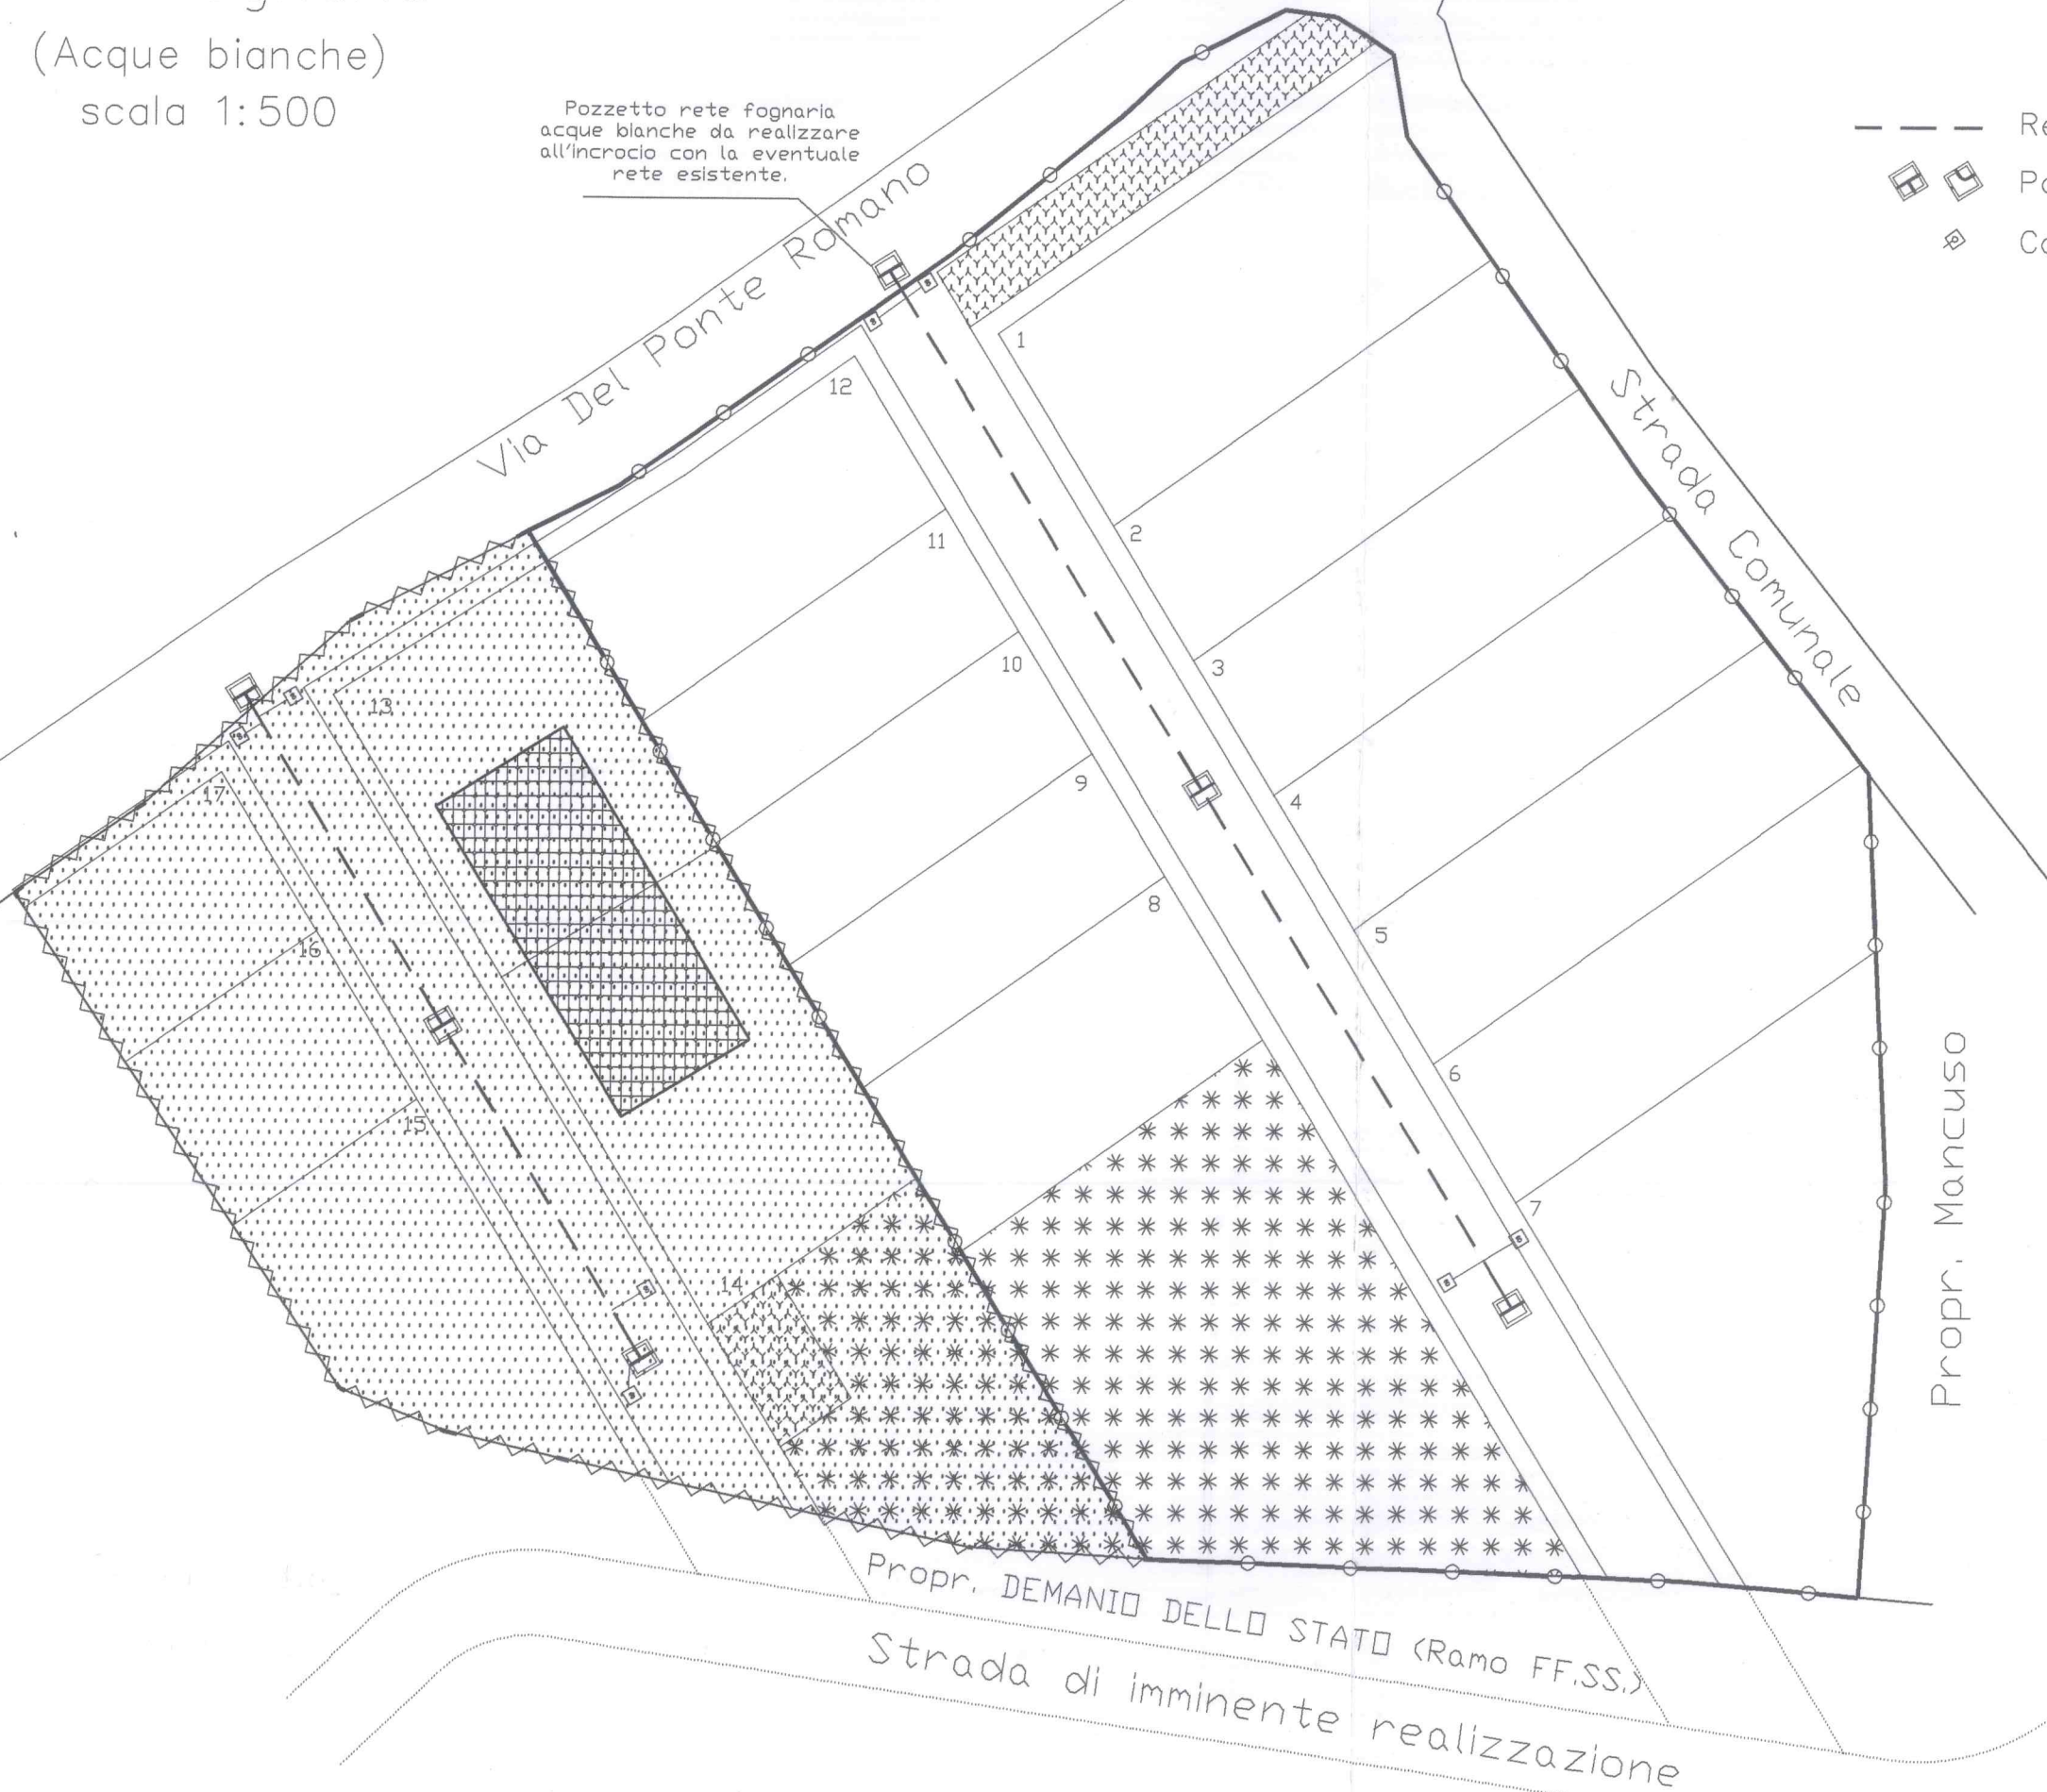 (Acque bianche)
scala 1:500
Pozzetto rete fognaria
acque bianche da realizzare
all'incrocio con la eventuale
rete esistente.
Via Del Ponte Romano
Strada Comunale
Propr. Mancuso
1
2
3
4
5
6
7
8
9
10
11
12
13
14
15
16
17
Propr. DEMANIO DELLO STATO (Ramo FF.SS.)
Strada di imminente realizzazione